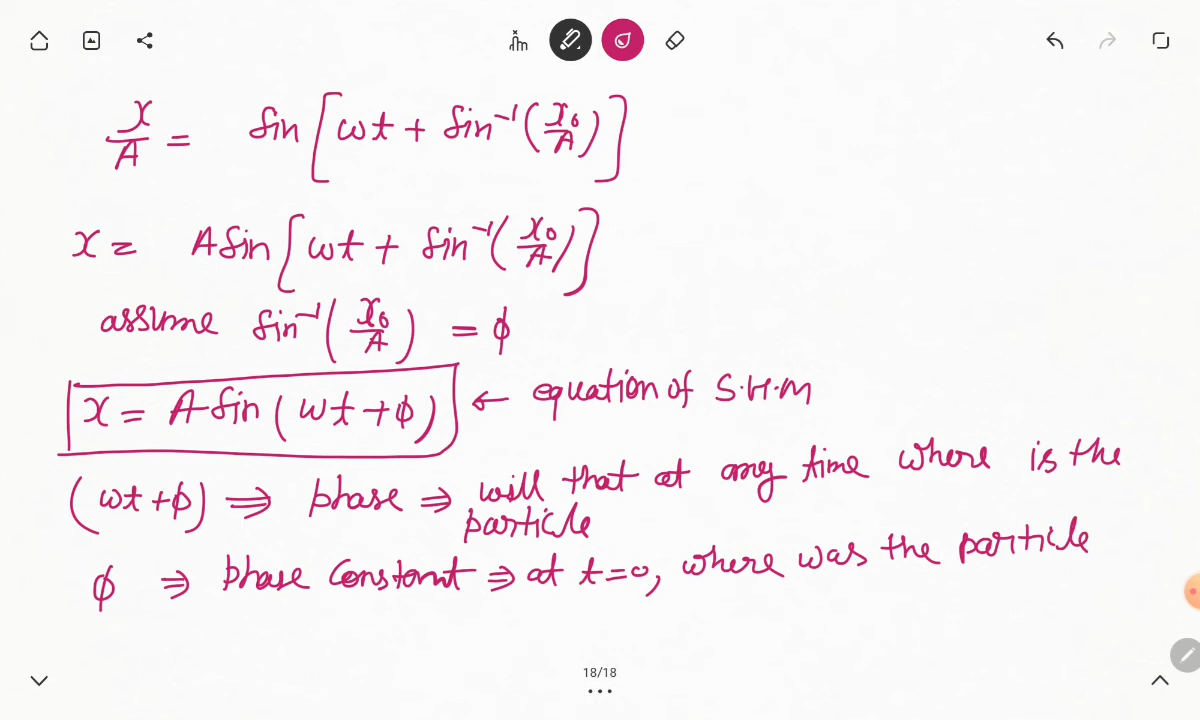 x/A = sin [ωt + sin⁻¹(x₀/A)]
x = A sin [ωt + sin⁻¹(x₀/A)]
assume sin⁻¹(x₀/A) = ϕ
x = A sin (ωt + ϕ) ← equation of S.H.M
(ωt + ϕ) ⇒ phase ⇒ will that at any time where is the
particle
ϕ ⇒ phase constant ⇒ at t=0, where was the particle
18/18